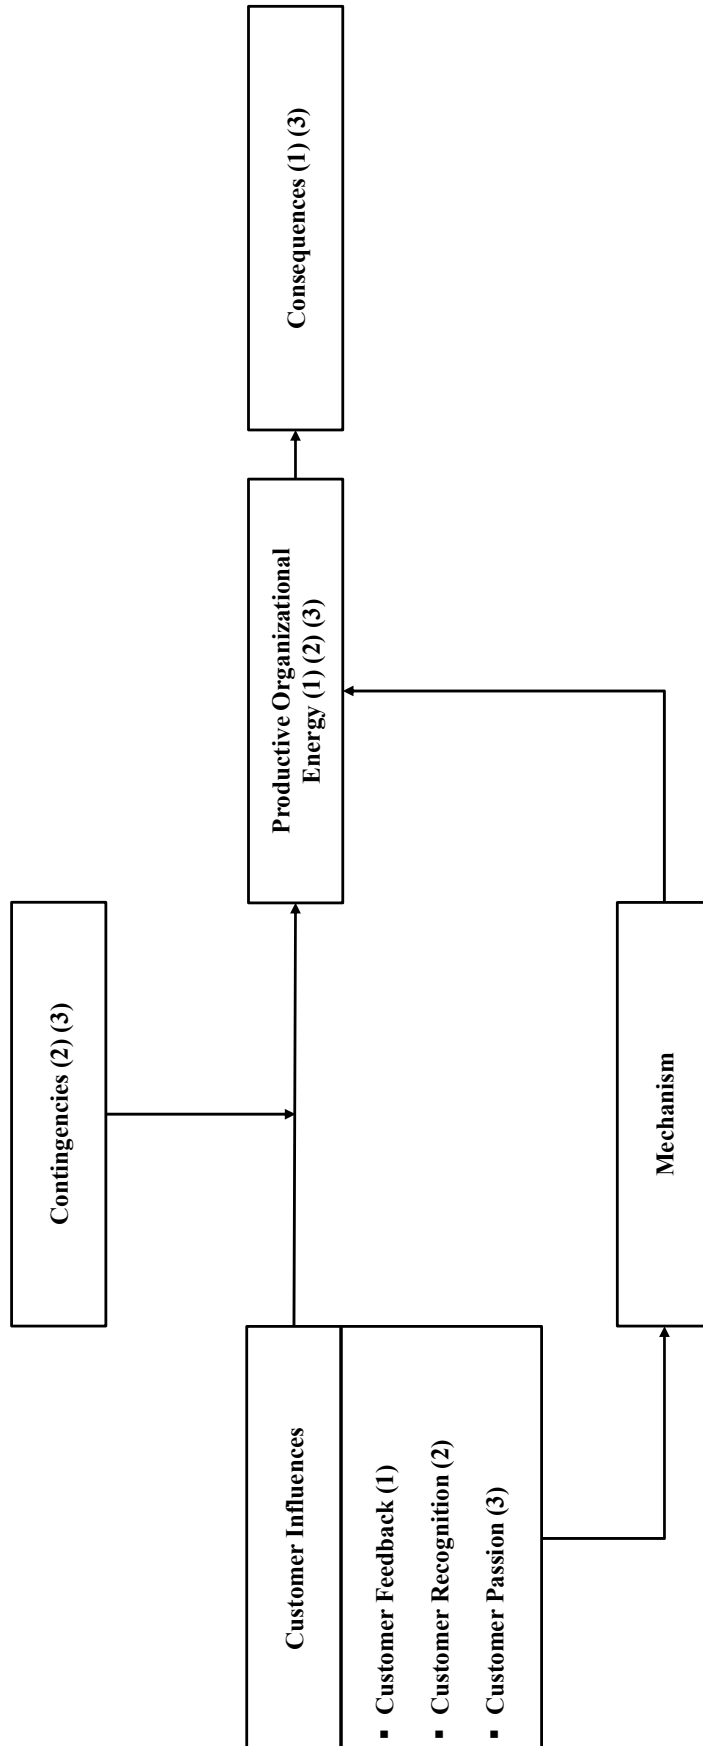 Contingencies (2) (3)
Customer Influences
▪ Customer Feedback (1)
▪ Customer Recognition (2)
▪ Customer Passion (3)
Productive Organizational
Energy (1) (2) (3)
Consequences (1) (3)
Mechanism